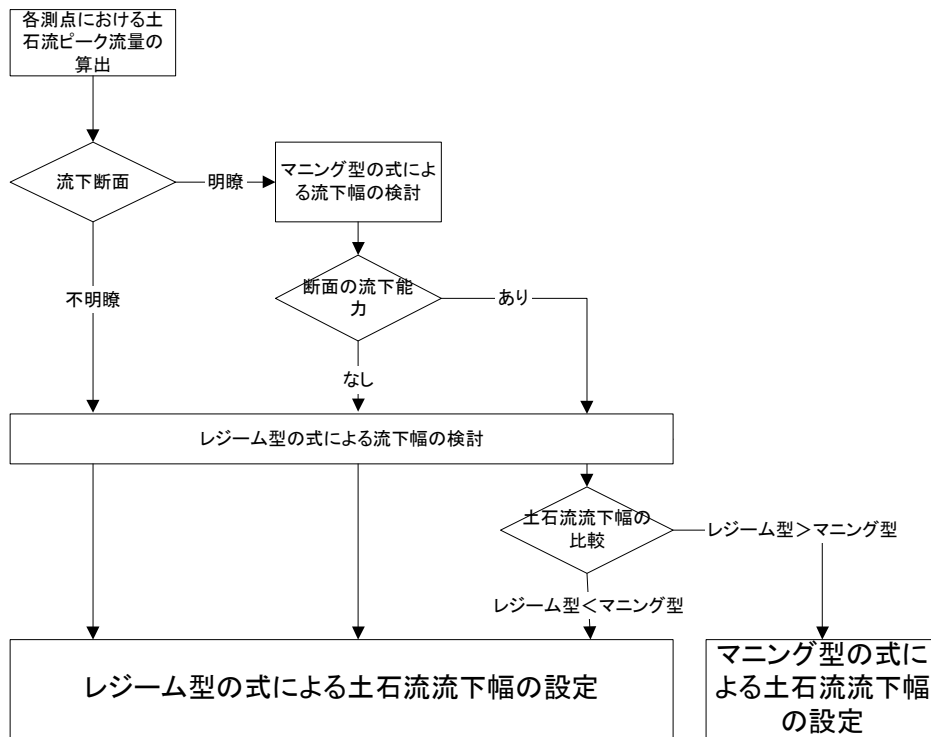 各測点における土
石流ピーク流量の
算出
流下断面
明瞭
マニング型の式によ
る流下幅の検討
不明瞭
断面の流下能
力
あり
なし
レジーム型の式による流下幅の検討
土石流流下幅の
比較
レジーム型＞マニング型
レジーム型＜マニング型
レジーム型の式による土石流流下幅の設定
マニング型の式に
よる土石流流下幅
の設定